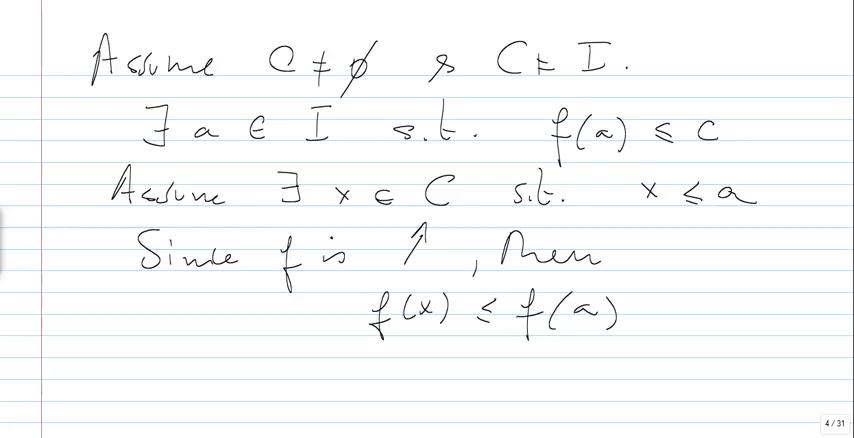 Assume C ≠ ∅ & C ≠ I.
∃ a ∈ I s.t. f(a) ≤ c
Assume ∃ x ∈ C s.t. x ≤ a
Since f is ↑, then
f(x) ≤ f(a)
4 / 31